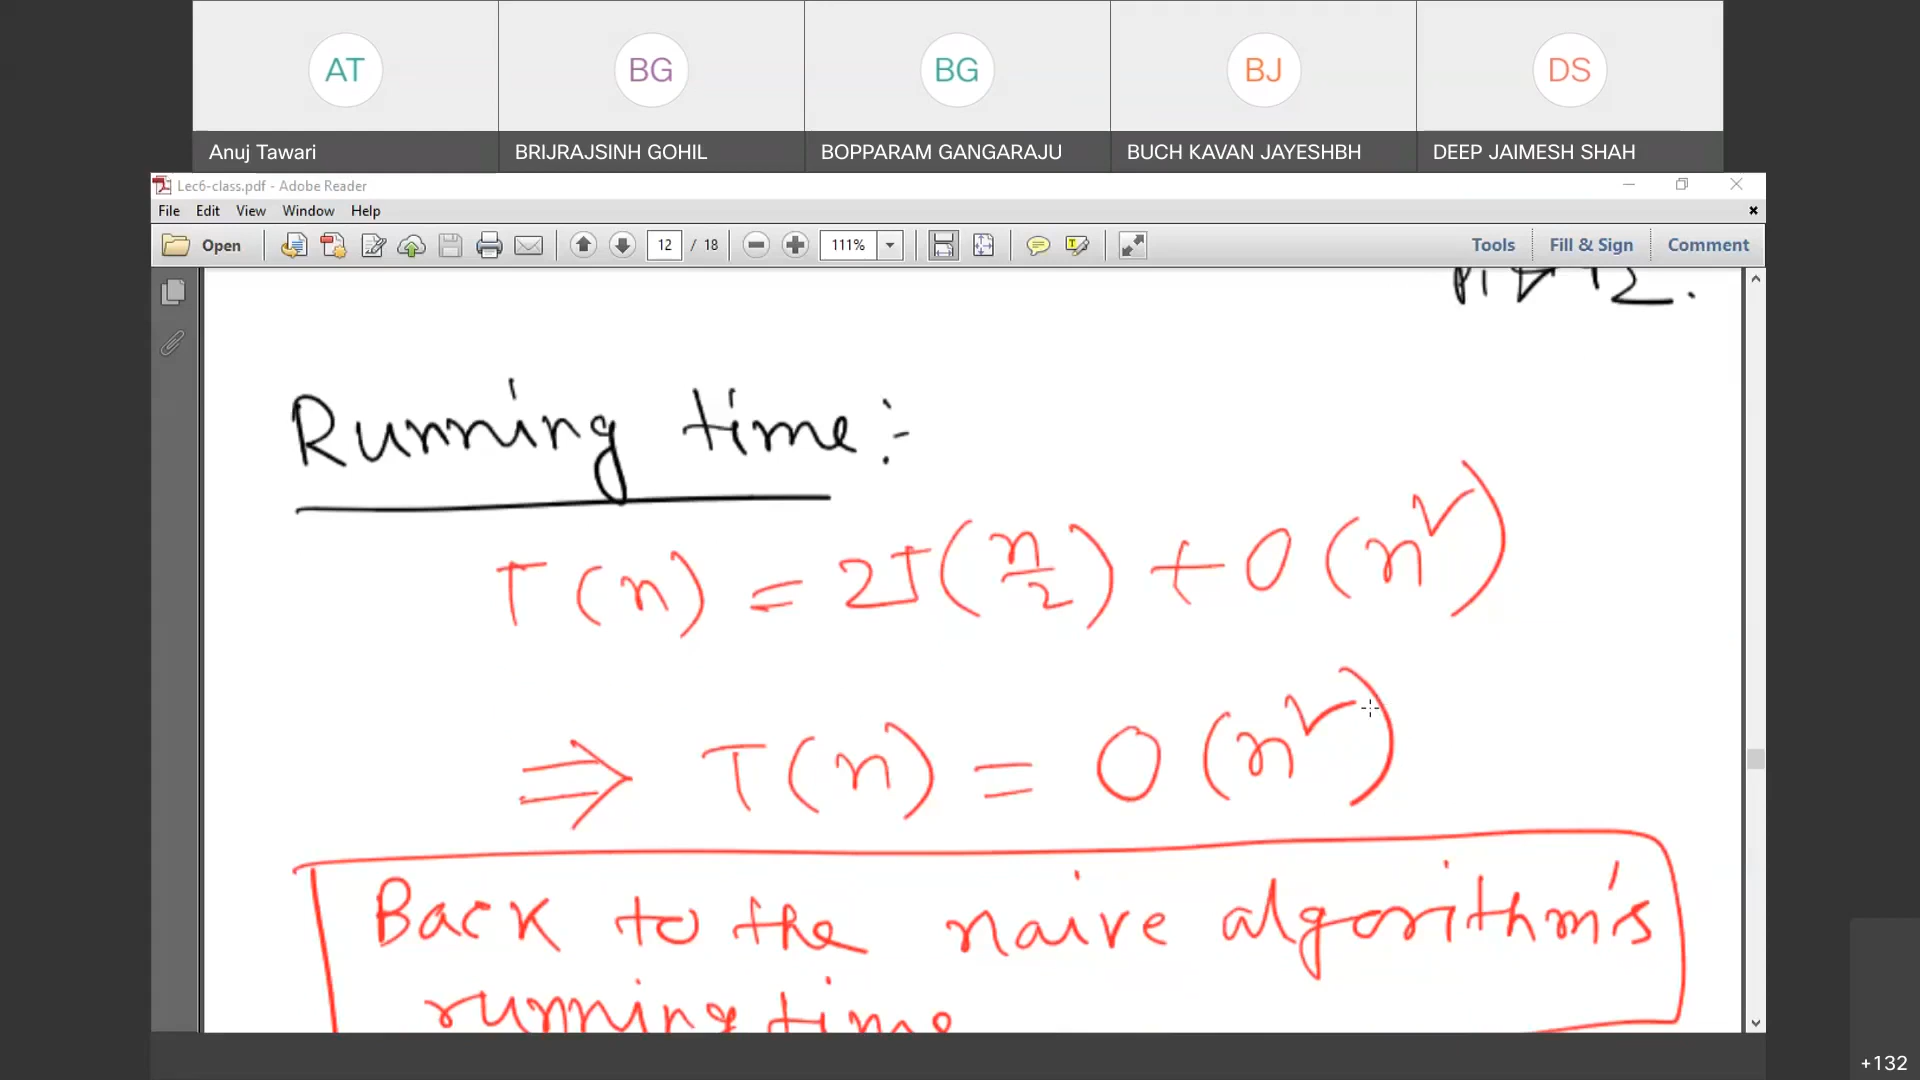 AT BG BG BJ DS
Anuj Tawari BRIJRAJSINH GOHIL BOPPARAM GANGARAJU BUCH KAVAN JAYESHBH DEEP JAIMESH SHAH
Lec6-class.pdf - Adobe Reader
File Edit View Window Help
Open 12 / 18 111% Tools Fill & Sign Comment
Running time :-
T(n) = 2T(n/2) + O(n²)
⇒ T(n) = O(n²)
Back to the naive algorithm's
running time
+132